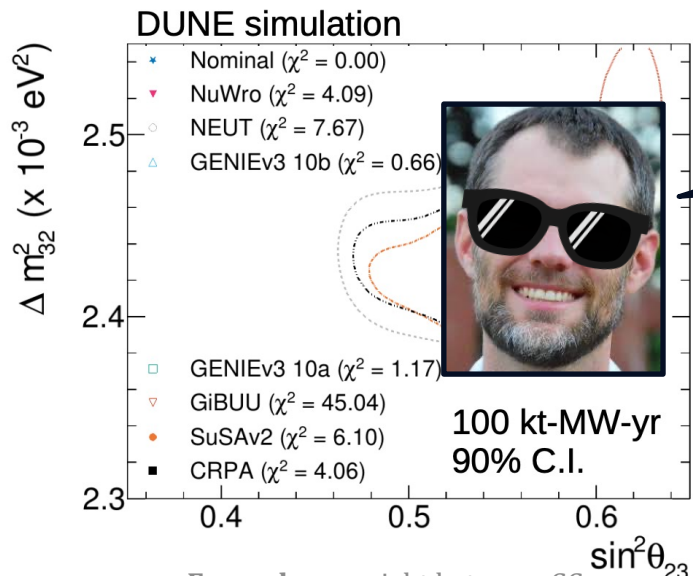 DUNE simulation
Δ m²₃₂ (x 10⁻³ eV²)
Nominal (χ² = 0.00)
NuWro (χ² = 4.09)
NEUT (χ² = 7.67)
GENIEv3 10b (χ² = 0.66)
2.5
2.4
GENIEv3 10a (χ² = 1.17)
GiBUU (χ² = 45.04)
SuSAv2 (χ² = 6.10)
CRPA (χ² = 4.06)
100 kt-MW-yr
90% C.I.
2.3
0.4 0.5 0.6
sin²θ₂₃